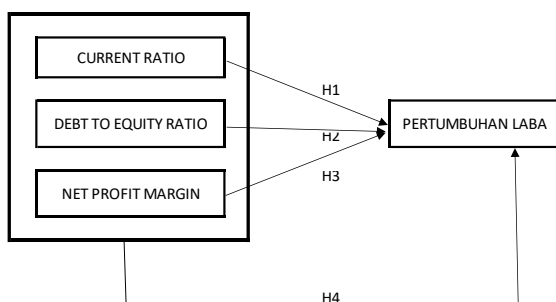 CURRENT RATIO
H1
DEBT TO EQUITY RATIO
PERTUMBUHAN LABA
H2
H3
NET PROFIT MARGIN
H4